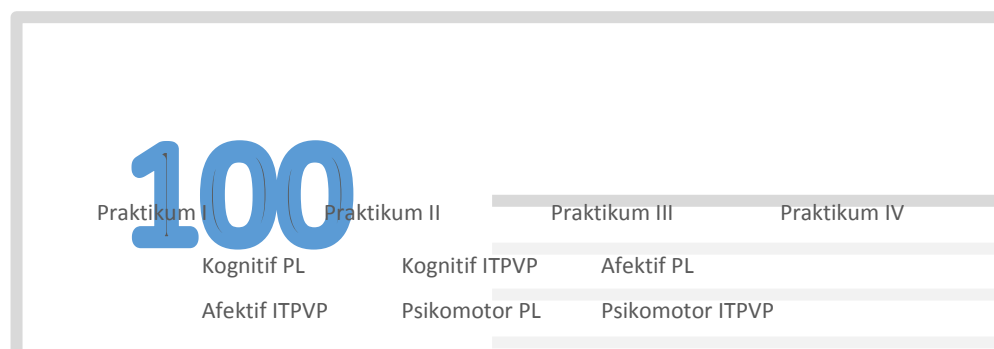 100
Praktikum I Praktikum II Praktikum III Praktikum IV
Kognitif PL Kognitif ITPVP Afektif PL
Afektif ITPVP Psikomotor PL Psikomotor ITPVP